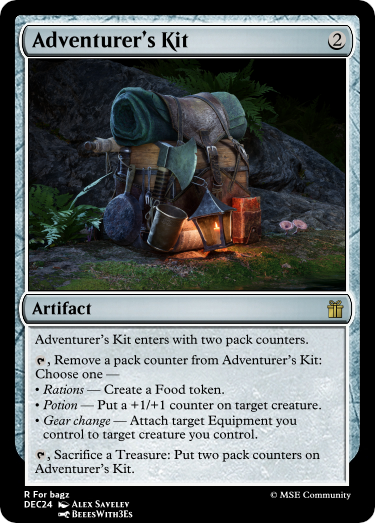 Adventurer's Kit 2
Artifact
Adventurer's Kit enters with two pack counters.
, Remove a pack counter from Adventurer's Kit:
Choose one —
• Rations — Create a Food token.
• Potion — Put a +1/+1 counter on target creature.
• Gear change — Attach target Equipment you
control to target creature you control.
, Sacrifice a Treasure: Put two pack counters on
Adventurer's Kit.
R For bagz
DEC24 Alex Saveley
BeeesWith3Es
© MSE Community